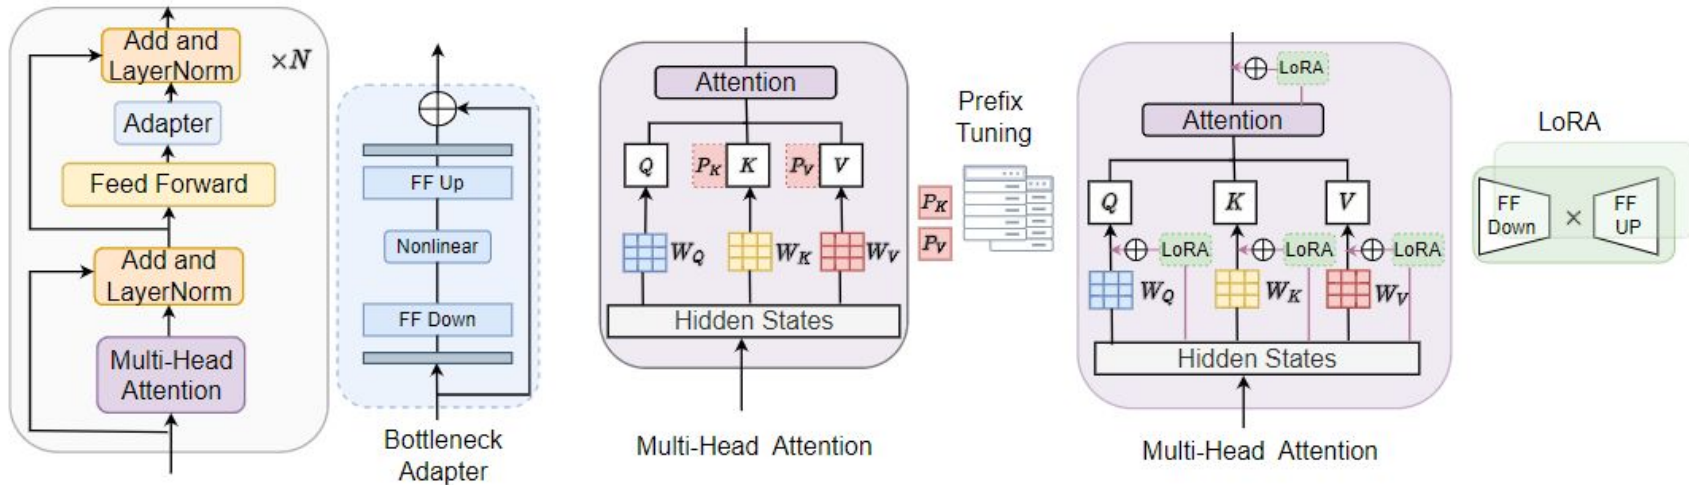 Add and
LayerNorm
×N
Adapter
Feed Forward
Add and
LayerNorm
Multi-Head
Attention
FF Up
Nonlinear
FF Down
Bottleneck
Adapter
Attention
Q
P_K
K
P_V
V
W_Q
W_K
W_V
Hidden States
Multi-Head Attention
Prefix
Tuning
P_K
P_V
LoRA
Attention
Q
K
V
LoRA
LoRA
LoRA
W_Q
W_K
W_V
Hidden States
Multi-Head Attention
LoRA
FF
Down
×
FF
UP